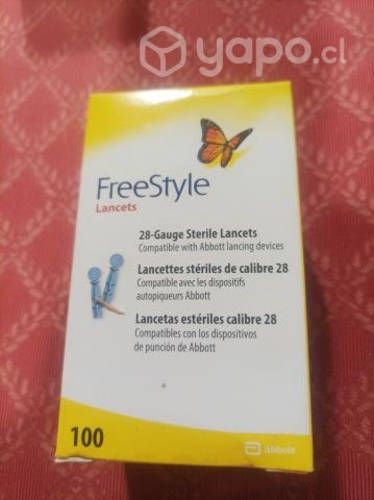 yapo.cl
FreeStyle
Lancets
28-Gauge Sterile Lancets
Compatible with Abbott lancing devices
Lancettes stériles de calibre 28
Compatible avec les dispositifs
autopiqueurs Abbott
Lancetas estériles calibre 28
Compatibles con los dispositivos
de punción de Abbott
100
Abbott